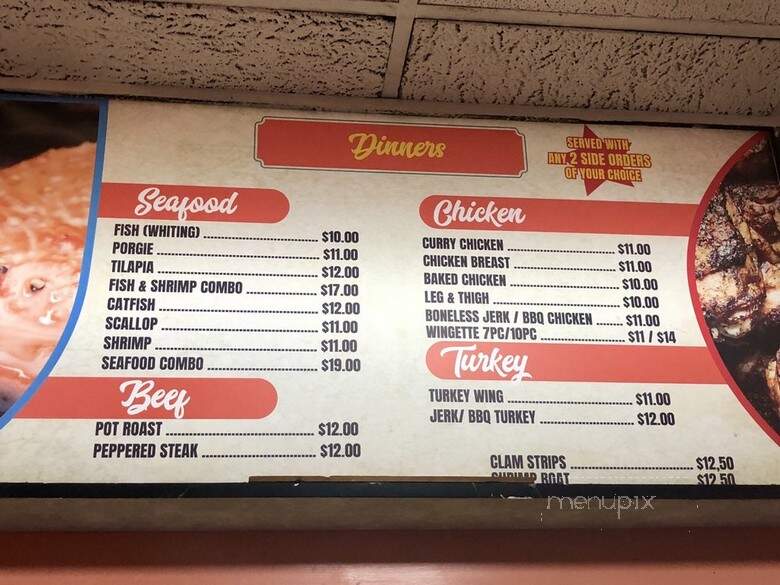 Dinners
SERVED WITH
ANY 2 SIDE ORDERS
OF YOUR CHOICE
Seafood
FISH (WHITING) $10.00
PORGIE $11.00
TILAPIA $12.00
FISH & SHRIMP COMBO $17.00
CATFISH $12.00
SCALLOP $11.00
SHRIMP $11.00
SEAFOOD COMBO $19.00
Beef
POT ROAST $12.00
PEPPERED STEAK $12.00
Chicken
CURRY CHICKEN $11.00
CHICKEN BREAST $11.00
BAKED CHICKEN $10.00
LEG & THIGH $10.00
BONELESS JERK / BBQ CHICKEN $11.00
WINGETTE 7PC/10PC $11 / $14
Turkey
TURKEY WING $11.00
JERK/ BBQ TURKEY $12.00
CLAM STRIPS $12,50
SHRIMP BOAT $12.50
menupix